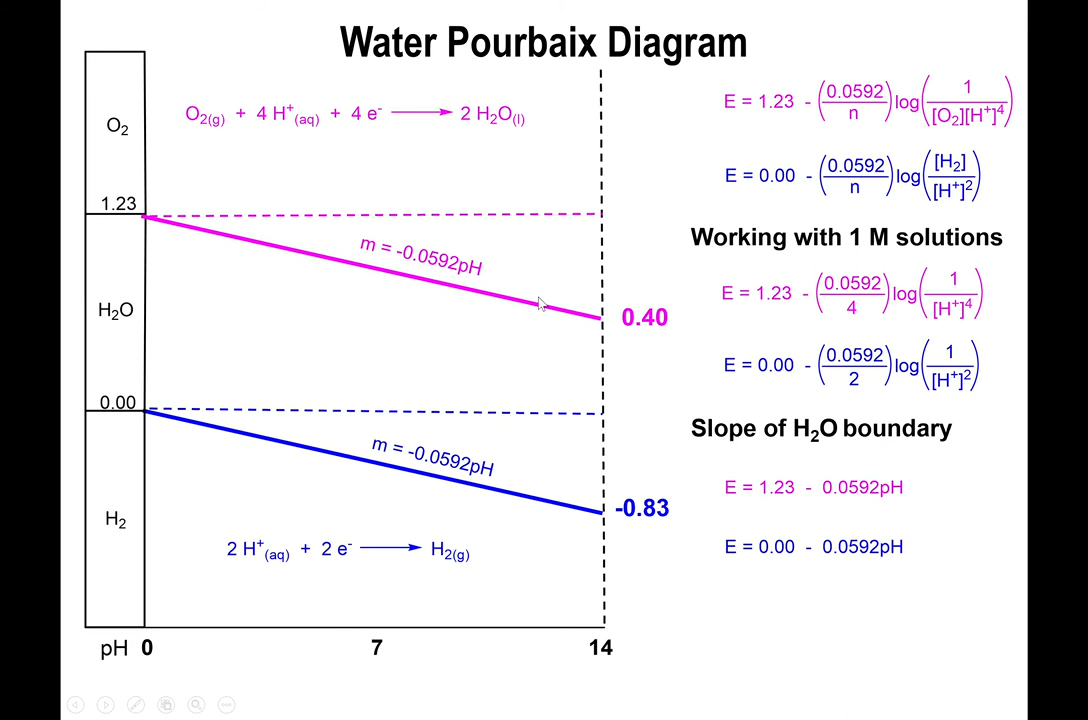 Water Pourbaix Diagram
O₂
1.23
H₂O
0.00
H₂
O₂(g) + 4 H⁺(aq) + 4 e⁻ ⟶ 2 H₂O(l)
m = -0.0592pH
0.40
m = -0.0592pH
-0.83
2 H⁺(aq) + 2 e⁻ ⟶ H₂(g)
pH 0 7 14
E = 1.23 - (0.0592/n)log(1/[O₂][H⁺]⁴)
E = 0.00 - (0.0592/n)log([H₂]/[H⁺]²)
Working with 1 M solutions
E = 1.23 - (0.0592/4)log(1/[H⁺]⁴)
E = 0.00 - (0.0592/2)log(1/[H⁺]²)
Slope of H₂O boundary
E = 1.23 - 0.0592pH
E = 0.00 - 0.0592pH